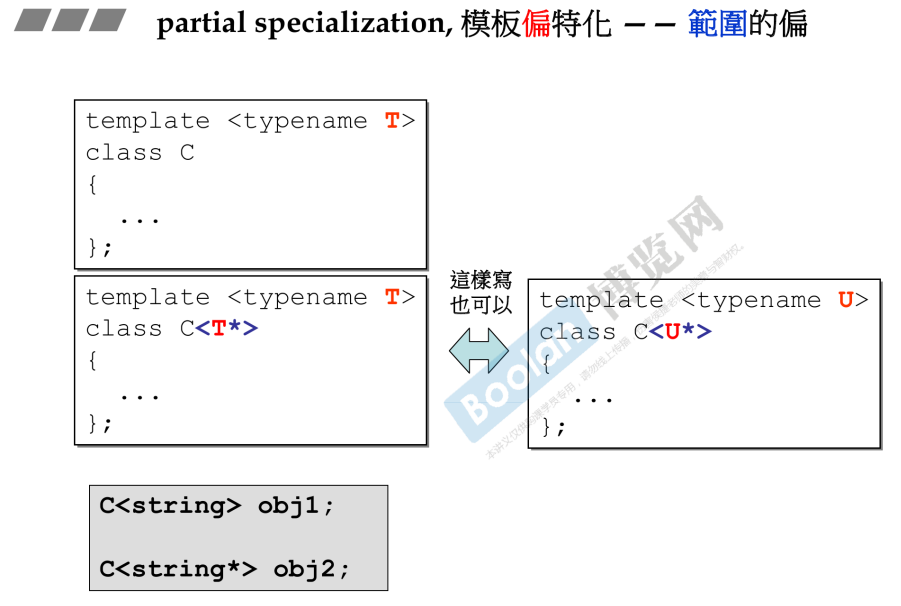 partial specialization, 模板偏特化 —— 範圍的偏
template <typename T>
class C
{
...
};
template <typename T>
class C<T*>
{
...
};
這樣寫
也可以
template <typename U>
class C<U*>
{
...
};
C<string> obj1;
C<string*> obj2;
Boolan
博览网